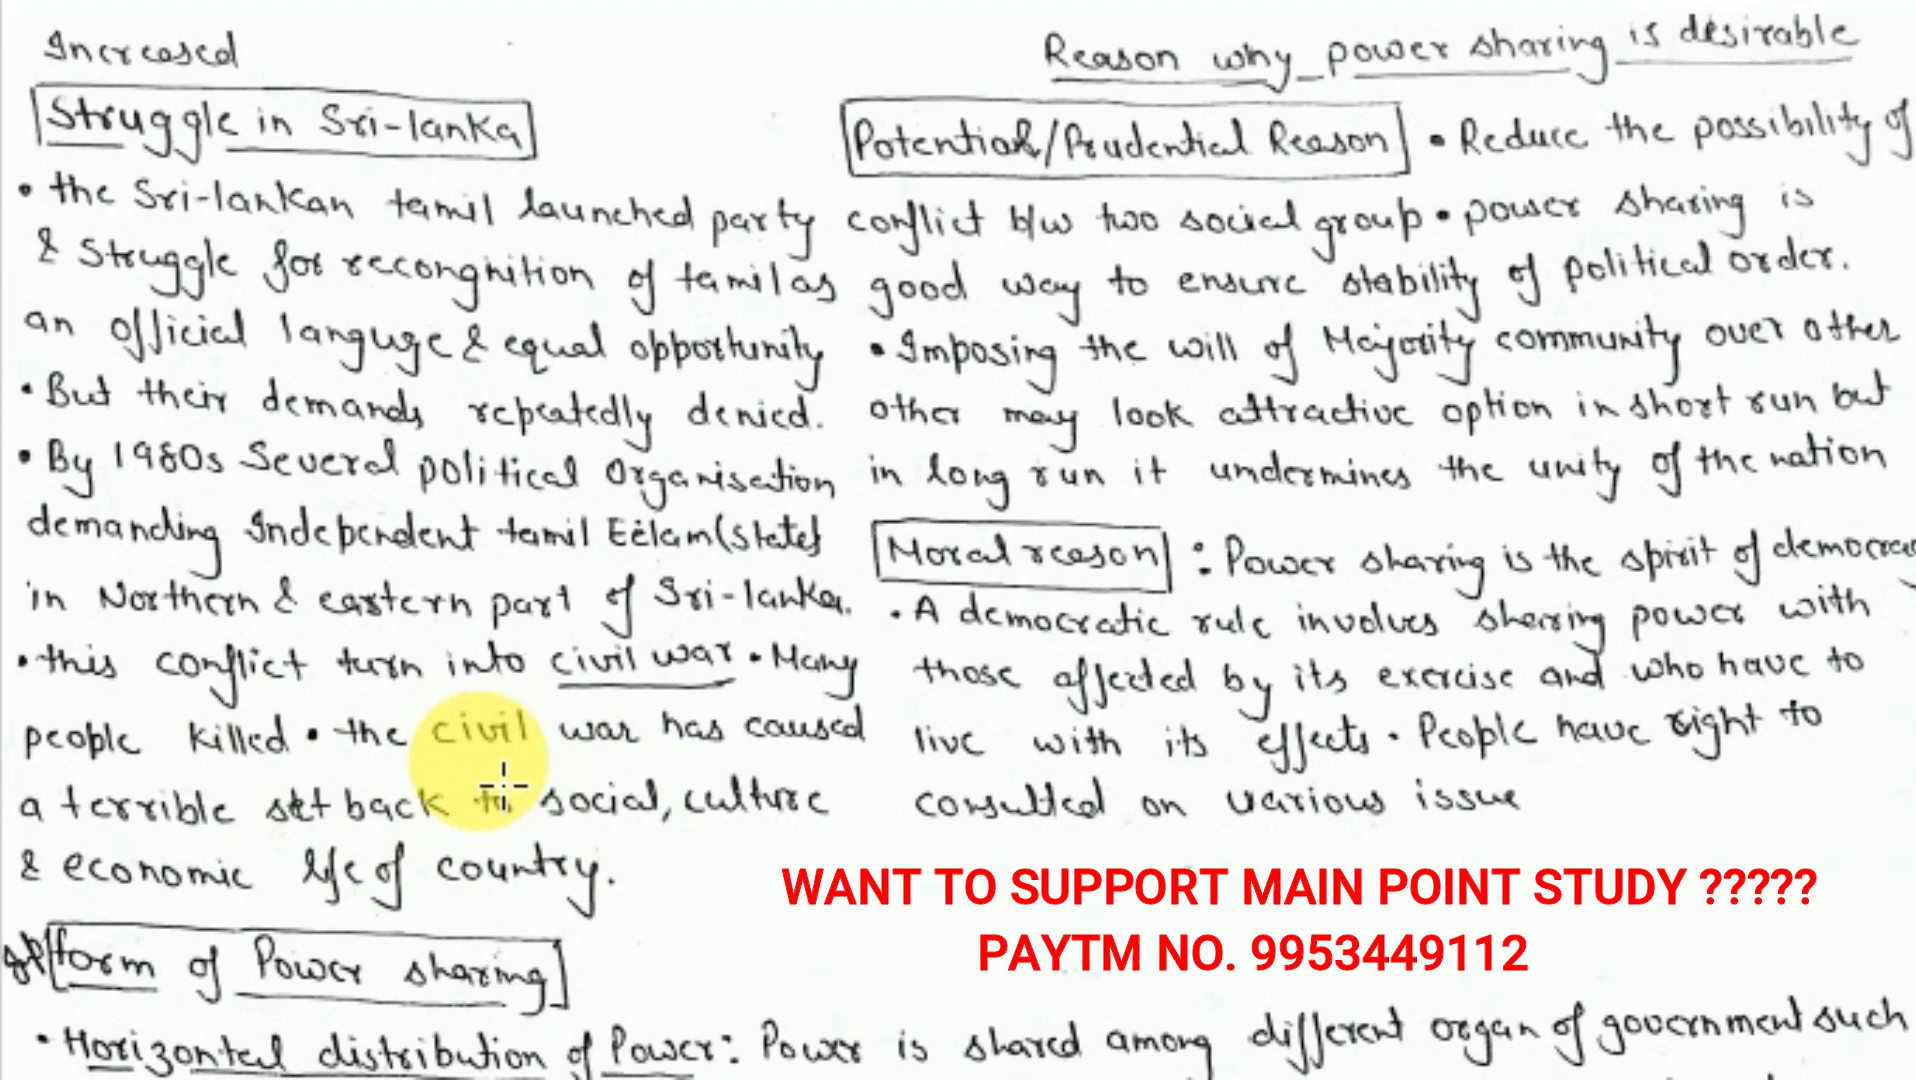 Increased
Struggle in Sri-lanka
• the Sri-lankan tamil launched party
& Struggle for recongnition of tamil as
an official languge & equal opportunity
• But their demands repeatedly denied.
• By 1980s Several political Organisation
demanding Independent tamil Eelam (state)
in Northern & eastern part of Sri-lanka.
• this conflict turn into civil war • Many
people killed • the civil war has caused
a terrible set back to social, culture
& economic life of country.
Reason why power sharing is desirable
Potential/Prudential Reason • Reduce the possibility of
conflict b/w two social group • power sharing is
good way to ensure stability of political order.
• Imposing the will of Majority community over other
other may look attractive option in short run but
in long run it undermines the unity of the nation
Moral reason : Power sharing is the spirit of democracy
• A democratic rule involves sharing power with
those affected by its exercise and who have to
live with its effects • People have right to
consulted on various issue
WANT TO SUPPORT MAIN POINT STUDY ?????
PAYTM NO. 9953449112
form of Power sharing
• Horizontal distribution of Power: Power is shared among different organ of government such